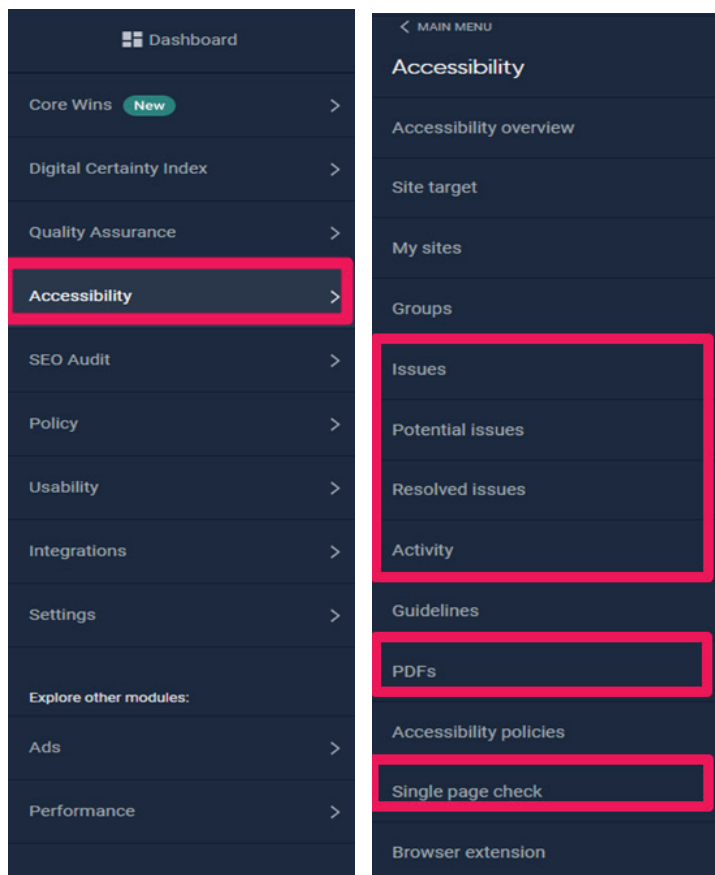 Dashboard
Core Wins New
Digital Certainty Index
Quality Assurance
Accessibility
SEO Audit
Policy
Usability
Integrations
Settings
Explore other modules:
Ads
Performance
MAIN MENU
Accessibility
Accessibility overview
Site target
My sites
Groups
Issues
Potential issues
Resolved issues
Activity
Guidelines
PDFs
Accessibility policies
Single page check
Browser extension